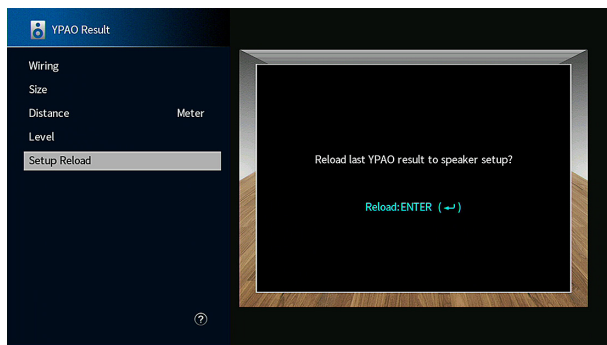 YPAO Result
Wiring
Size
Distance Meter
Level
Setup Reload
Reload last YPAO result to speaker setup?
Reload:ENTER (↵)
?